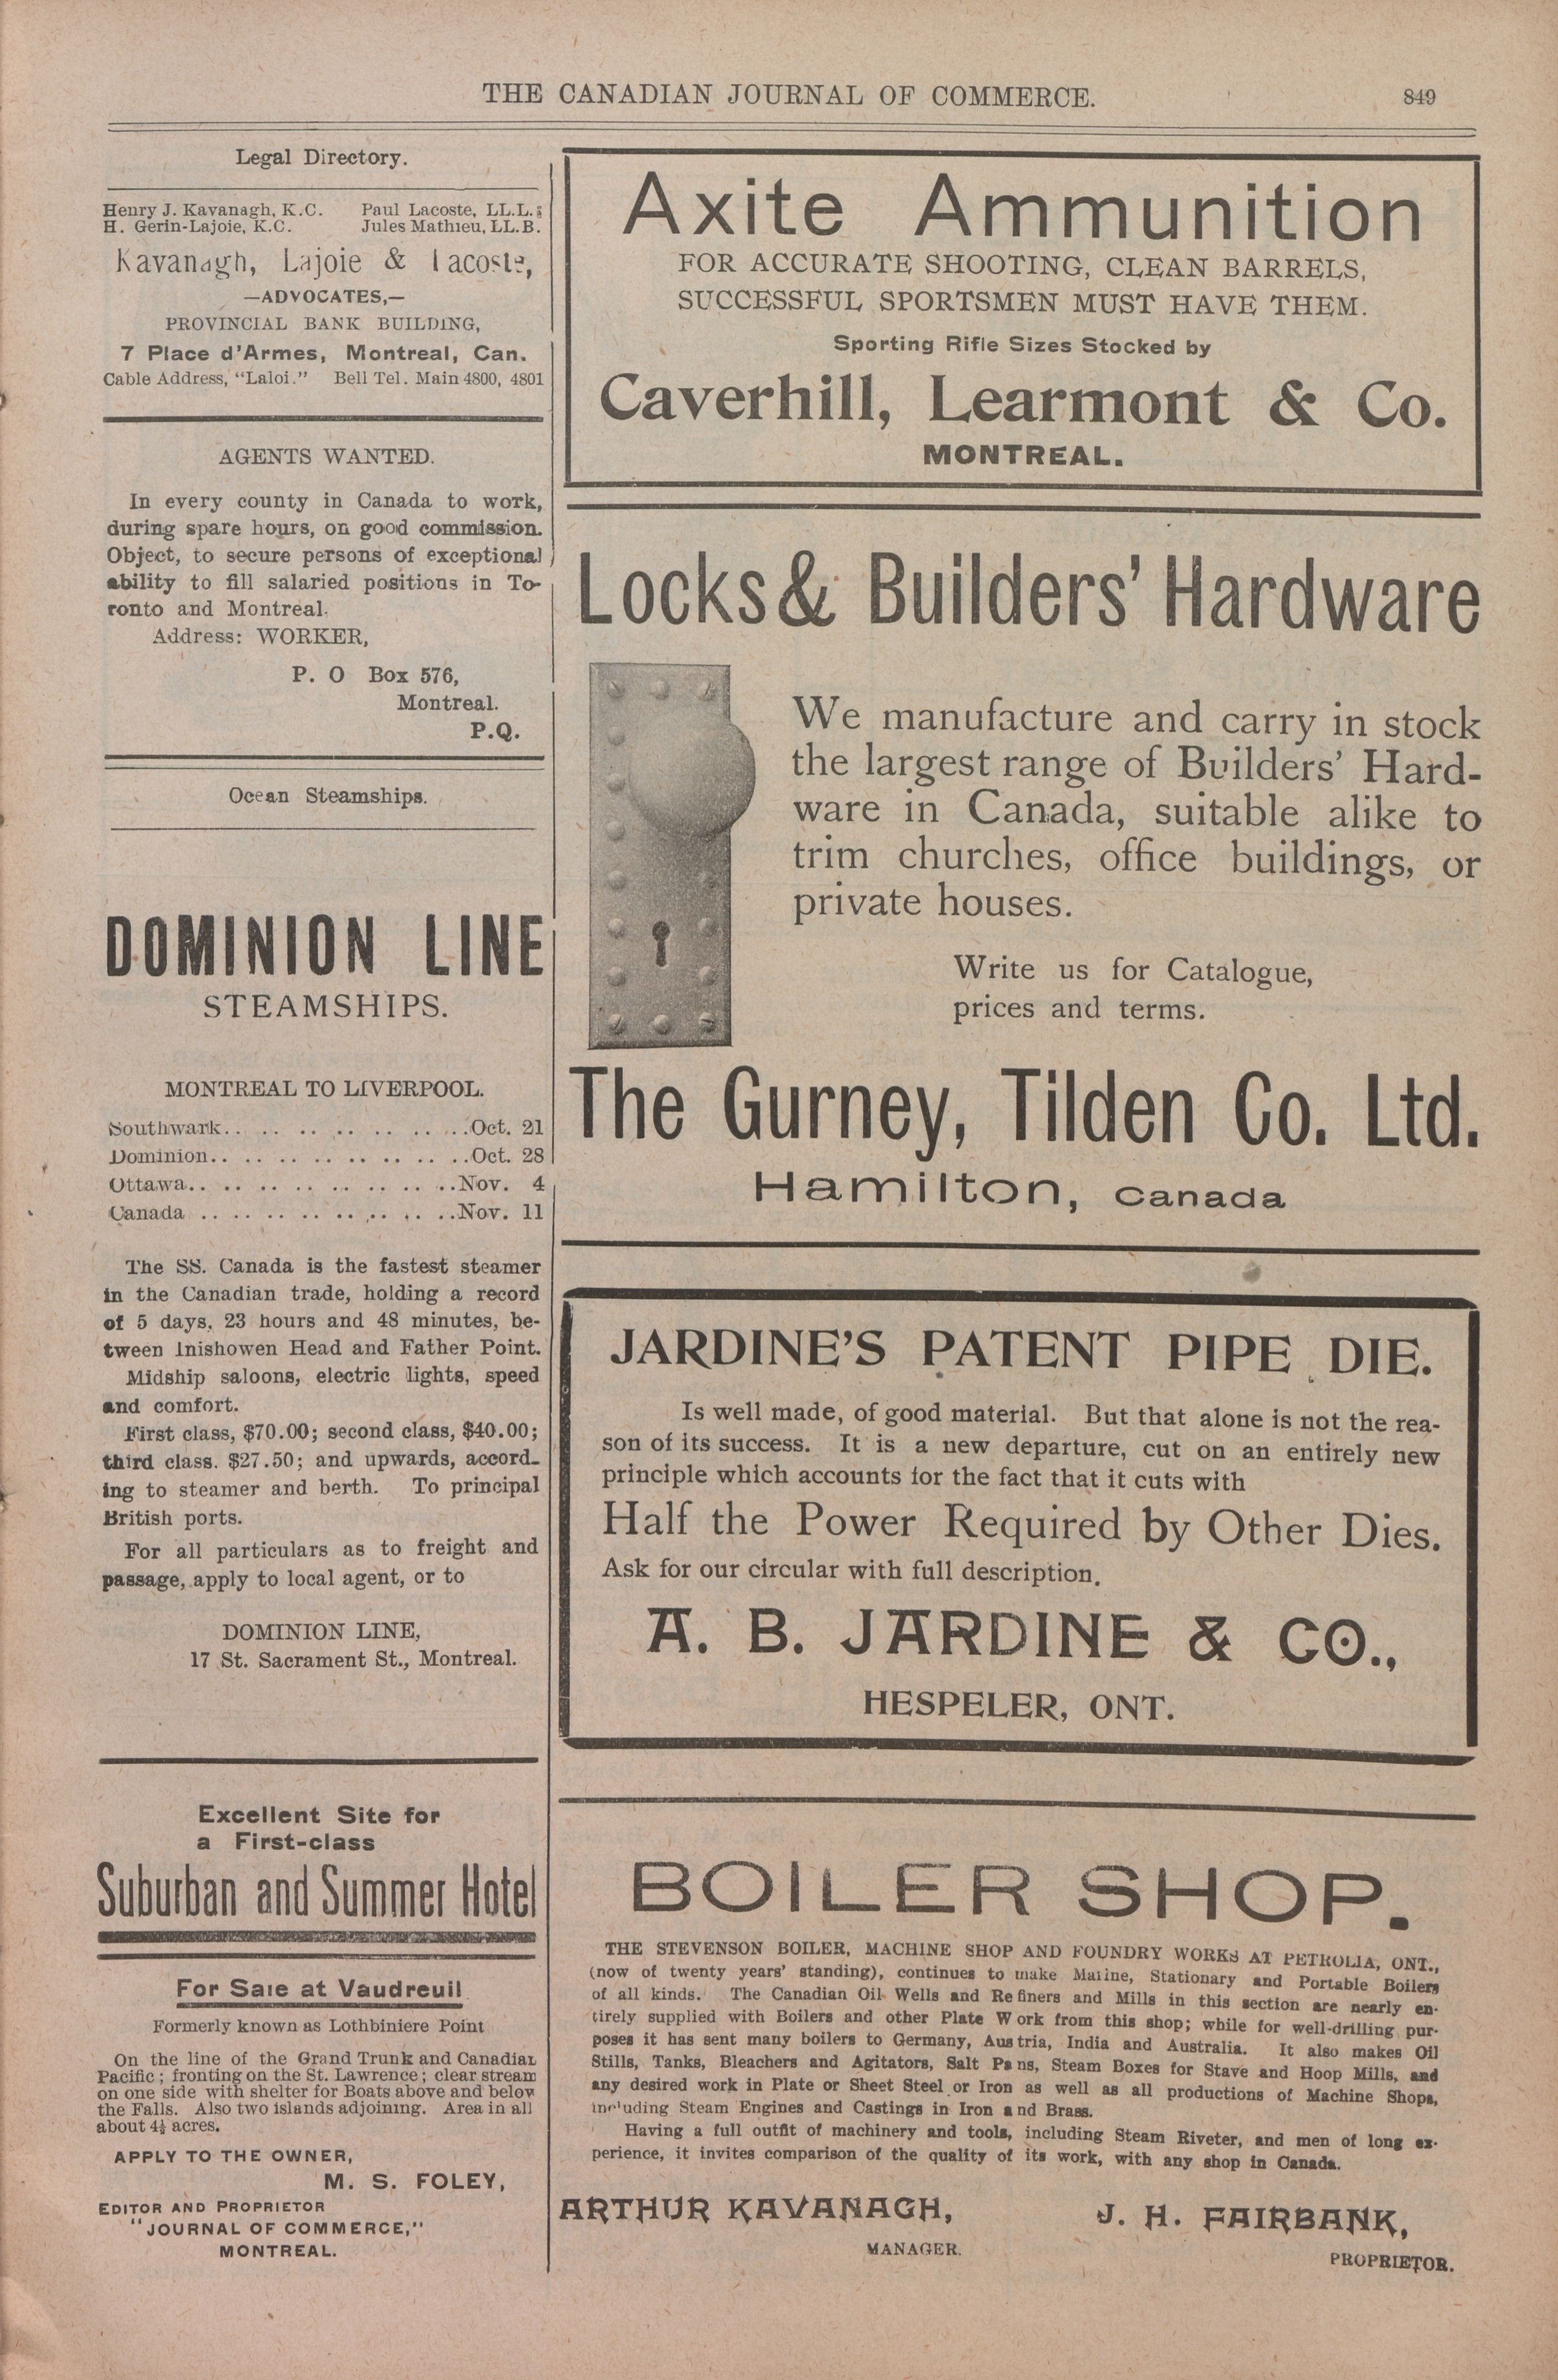 THE CANADIAN JOURNAL OF COMMERCE. 849
Legal Directory.
Henry J. Kavanagh, K.C. Paul Lacoste, LL.L.;
H. Gerin-Lajoie, K.C. Jules Mathieu, LL.B.
Kavanagh, Lajoie & Lacoste,
—ADVOCATES,—
PROVINCIAL BANK BUILDING,
7 Place d'Armes, Montreal, Can.
Cable Address, "Laloi." Bell Tel. Main 4800, 4801
AGENTS WANTED.
In every county in Canada to work,
during spare hours, on good commission.
Object, to secure persons of exceptional
ability to fill salaried positions in To-
ronto and Montreal.
Address: WORKER,
P. O Box 576,
Montreal.
P.Q.
Ocean Steamships.
DOMINION LINE
STEAMSHIPS.
MONTREAL TO LIVERPOOL.
Southwark.. .. .. .. .. .. .. ..Oct. 21
Dominion.. .. .. .. .. .. .. ..Oct. 28
Ottawa.. .. .. .. .. .. .. ..Nov. 4
Canada .. .. .. .. .. .. .. ..Nov. 11
The SS. Canada is the fastest steamer
in the Canadian trade, holding a record
of 5 days, 23 hours and 48 minutes, be-
tween Inishowen Head and Father Point.
Midship saloons, electric lights, speed
and comfort.
First class, $70.00; second class, $40.00;
third class. $27.50; and upwards, accord-
ing to steamer and berth. To principal
British ports.
For all particulars as to freight and
passage, apply to local agent, or to
DOMINION LINE,
17 St. Sacrament St., Montreal.
Excellent Site for
a First-class
Suburban and Summer Hotel
For Sale at Vaudreuil
Formerly known as Lothbiniere Point
On the line of the Grand Trunk and Canadian
Pacific; fronting on the St. Lawrence; clear stream
on one side with shelter for Boats above and below
the Falls. Also two islands adjoining. Area in all
about 4½ acres.
APPLY TO THE OWNER,
M. S. FOLEY,
EDITOR AND PROPRIETOR
"JOURNAL OF COMMERCE,"
MONTREAL.
Axite Ammunition
FOR ACCURATE SHOOTING, CLEAN BARRELS,
SUCCESSFUL SPORTSMEN MUST HAVE THEM.
Sporting Rifle Sizes Stocked by
Caverhill, Learmont & Co.
MONTREAL.
Locks & Builders' Hardware
We manufacture and carry in stock
the largest range of Builders' Hard-
ware in Canada, suitable alike to
trim churches, office buildings, or
private houses.
Write us for Catalogue,
prices and terms.
The Gurney, Tilden Co. Ltd.
Hamilton, Canada
JARDINE'S PATENT PIPE DIE.
Is well made, of good material. But that alone is not the rea-
son of its success. It is a new departure, cut on an entirely new
principle which accounts for the fact that it cuts with
Half the Power Required by Other Dies.
Ask for our circular with full description.
A. B. JARDINE & CO.,
HESPELER, ONT.
BOILER SHOP.
THE STEVENSON BOILER, MACHINE SHOP AND FOUNDRY WORKS AT PETROLIA, ONT.,
(now of twenty years' standing), continues to make Marine, Stationary and Portable Boilers
of all kinds. The Canadian Oil Wells and Refiners and Mills in this section are nearly en-
tirely supplied with Boilers and other Plate Work from this shop; while for well-drilling pur-
poses it has sent many boilers to Germany, Austria, India and Australia. It also makes Oil
Stills, Tanks, Bleachers and Agitators, Salt Pans, Steam Boxes for Stave and Hoop Mills, and
any desired work in Plate or Sheet Steel or Iron as well as all productions of Machine Shops,
including Steam Engines and Castings in Iron and Brass.
Having a full outfit of machinery and tools, including Steam Riveter, and men of long ex-
perience, it invites comparison of the quality of its work, with any shop in Canada.
ARTHUR KAVANAGH, J. H. FAIRBANK,
MANAGER. PROPRIETOR.